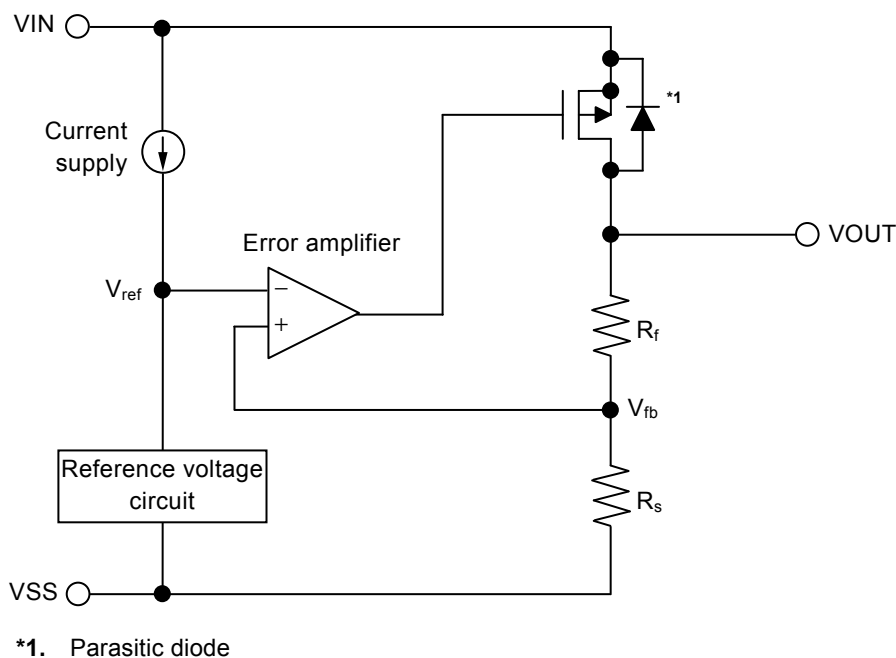 VIN
*1
Current
supply
VOUT
Error amplifier
Vref
−
+
Rf
Vfb
Reference voltage
circuit
Rs
VSS
*1. Parasitic diode